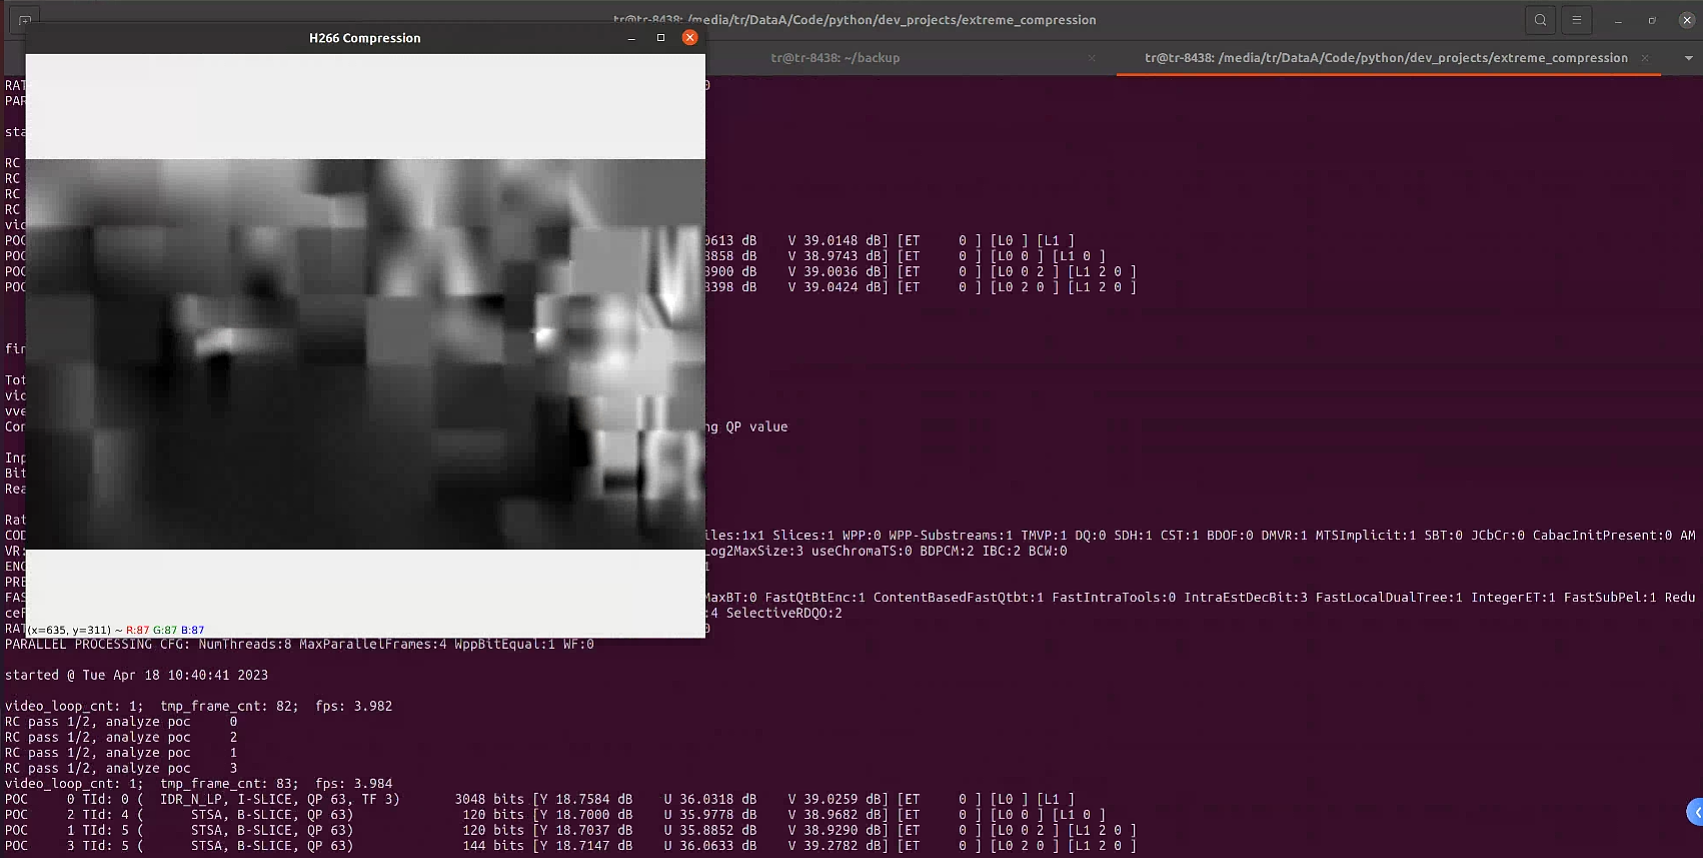 tr@tr-8438: /media/tr/DataA/Code/python/dev_projects/extreme_compression
H266 Compression
tr@tr-8438: ~/backup
tr@tr-8438: /media/tr/DataA/Code/python/dev_projects/extreme_compression
RAT 0
PAR
sta
RC
RC
RC
RC
vid
POC 0613 dB V 39.0148 dB] [ET 0 ] [L0 ] [L1 ]
POC 8858 dB V 38.9743 dB] [ET 0 ] [L0 0 ] [L1 0 ]
POC 8900 dB V 39.0036 dB] [ET 0 ] [L0 0 2 ] [L1 2 0 ]
POC 8398 dB V 39.0424 dB] [ET 0 ] [L0 2 0 ] [L1 2 0 ]
fin
Tot
vid
vve
Con ng QP value
Inp
Bit
Rea
Rat
COD iles:1x1 Slices:1 WPP:0 WPP-Substreams:1 TMVP:1 DQ:0 SDH:1 CST:1 BDOF:0 DMVR:1 MTSImplicit:1 SBT:0 JCbCr:0 CabacInitPresent:0 AM
VR: Log2MaxSize:3 useChromaTS:0 BDPCM:2 IBC:2 BCW:0
ENC 1
PRE
FAS MaxBT:0 FastQtBtEnc:1 ContentBasedFastQtbt:1 FastIntraTools:0 IntraEstDecBit:3 FastLocalDualTree:1 IntegerET:1 FastSubPel:1 Redu
ceF :4 SelectiveRDQO:2
RAT 0
(x=635, y=311) ~ R:87 G:87 B:87
PARALLEL PROCESSING CFG: NumThreads:8 MaxParallelFrames:4 WppBitEqual:1 WF:0
started @ Tue Apr 18 10:40:41 2023
video_loop_cnt: 1; tmp_frame_cnt: 82; fps: 3.982
RC pass 1/2, analyze poc 0
RC pass 1/2, analyze poc 2
RC pass 1/2, analyze poc 1
RC pass 1/2, analyze poc 3
video_loop_cnt: 1; tmp_frame_cnt: 83; fps: 3.984
POC 0 TId: 0 ( IDR_N_LP, I-SLICE, QP 63, TF 3) 3048 bits [Y 18.7584 dB U 36.0318 dB V 39.0259 dB] [ET 0 ] [L0 ] [L1 ]
POC 2 TId: 4 ( STSA, B-SLICE, QP 63) 120 bits [Y 18.7000 dB U 35.9778 dB V 38.9682 dB] [ET 0 ] [L0 0 ] [L1 0 ]
POC 1 TId: 5 ( STSA, B-SLICE, QP 63) 120 bits [Y 18.7037 dB U 35.8852 dB V 38.9290 dB] [ET 0 ] [L0 0 2 ] [L1 2 0 ]
POC 3 TId: 5 ( STSA, B-SLICE, QP 63) 144 bits [Y 18.7147 dB U 36.0633 dB V 39.2782 dB] [ET 0 ] [L0 2 0 ] [L1 2 0 ]